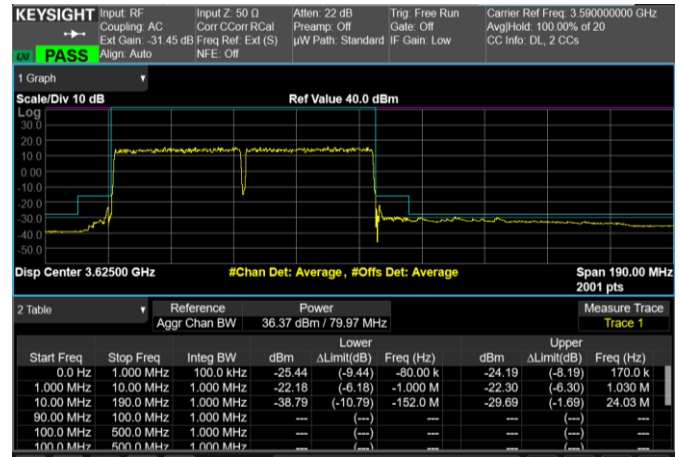 KEYSIGHT Input: RF Input Z: 50 Ω Atten: 22 dB Trig: Free Run Carrier Ref Freq: 3.590000000 GHz
Coupling: AC Corr CCorr RCal Preamp: Off Gate: Off Avg|Hold: 100.00% of 20
Ext Gain: -31.45 dB Freq Ref: Ext (S) µW Path: Standard IF Gain: Low CC Info: DL, 2 CCs
LXI PASS Align: Auto NFE: Off
1 Graph
Scale/Div 10 dB Ref Value 40.0 dBm
Log
30.0
20.0
10.0
0.00
-10.0
-20.0
-30.0
-40.0
-50.0
Disp Center 3.62500 GHz #Chan Det: Average, #Offs Det: Average Span 190.00 MHz
2001 pts
2 Table Reference Power Measure Trace
Aggr Chan BW 36.37 dBm / 79.97 MHz Trace 1
Lower Upper
Start Freq Stop Freq Integ BW dBm ΔLimit(dB) Freq (Hz) dBm ΔLimit(dB) Freq (Hz)
0.0 Hz 1.000 MHz 100.0 kHz -25.44 (-9.44) -80.00 k -24.19 (-8.19) 170.0 k
1.000 MHz 10.00 MHz 1.000 MHz -22.18 (-6.18) -1.000 M -22.30 (-6.30) 1.030 M
10.00 MHz 190.0 MHz 1.000 MHz -38.79 (-10.79) -152.0 M -29.69 (-1.69) 24.03 M
90.00 MHz 100.0 MHz 1.000 MHz --- (---) --- --- (---) ---
100.0 MHz 500.0 MHz 1.000 MHz --- (---) --- --- (---) ---
100.0 MHz 500.0 MHz 1.000 MHz --- (---) --- --- (---) ---